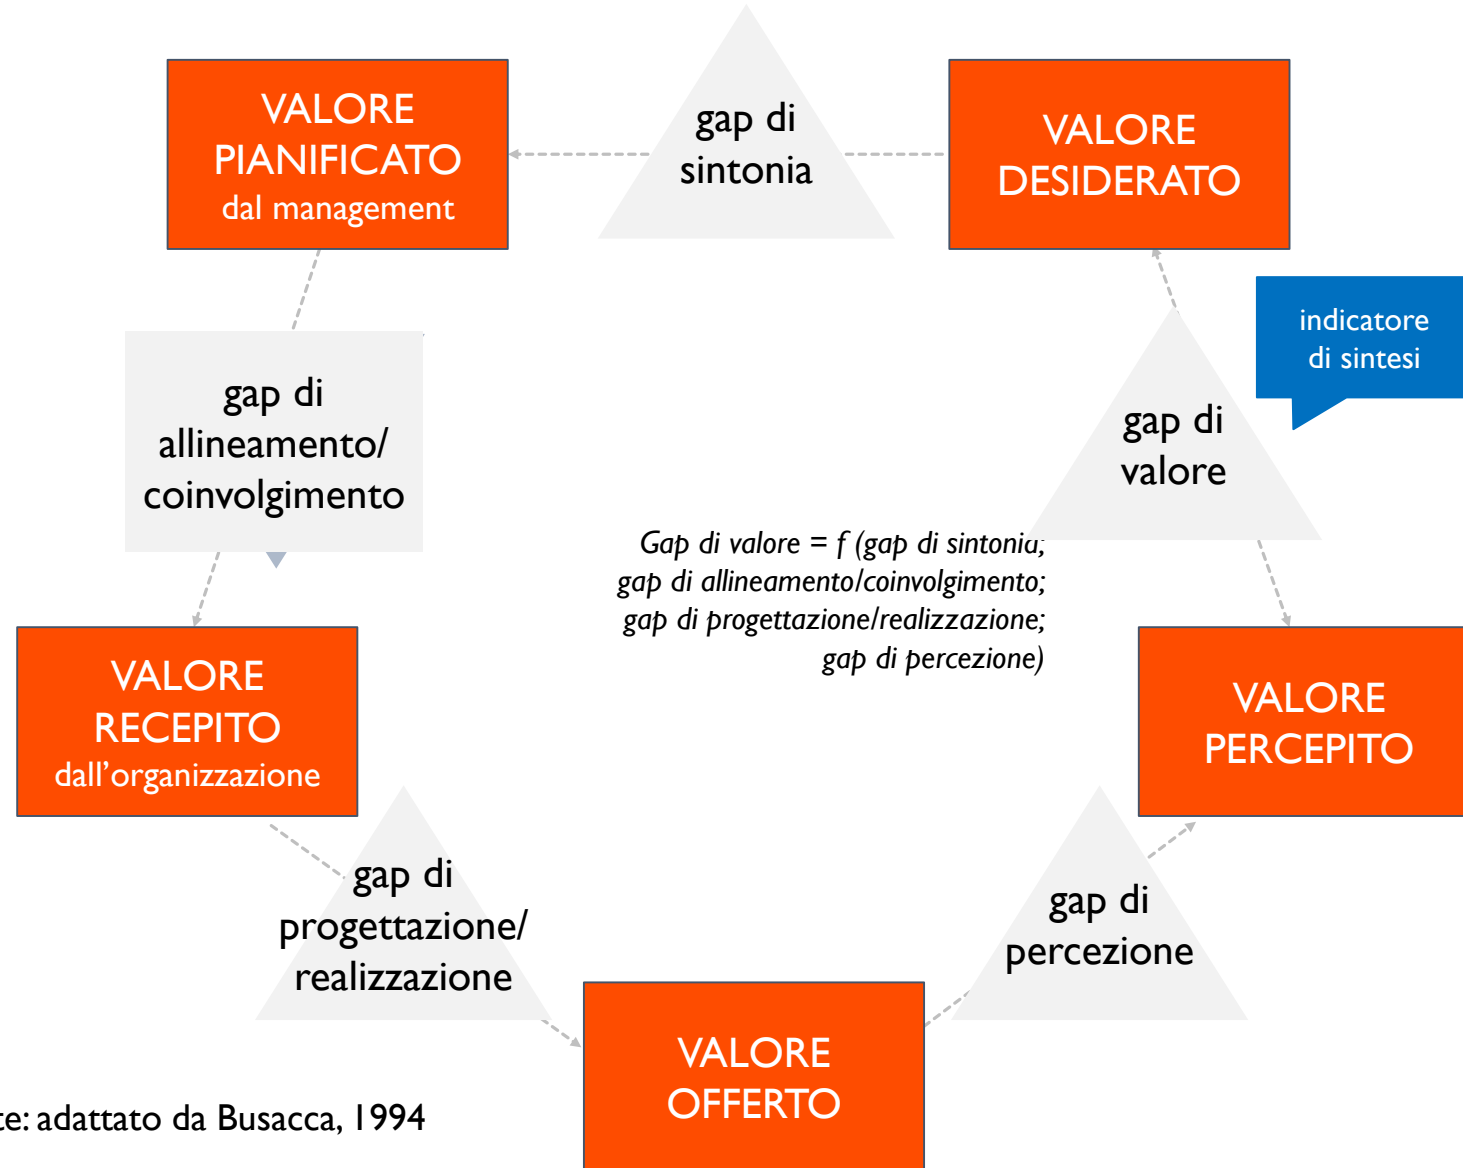 VALORE
PIANIFICATO
dal management
gap di
sintonia
VALORE
DESIDERATO
indicatore
di sintesi
gap di
allineamento/
coinvolgimento
gap di
valore
Gap di valore = f (gap di sintonia;
gap di allineamento/coinvolgimento;
gap di progettazione/realizzazione;
gap di percezione)
VALORE
RECEPITO
dall'organizzazione
VALORE
PERCEPITO
gap di
progettazione/
realizzazione
gap di
percezione
VALORE
OFFERTO
te: adattato da Busacca, 1994